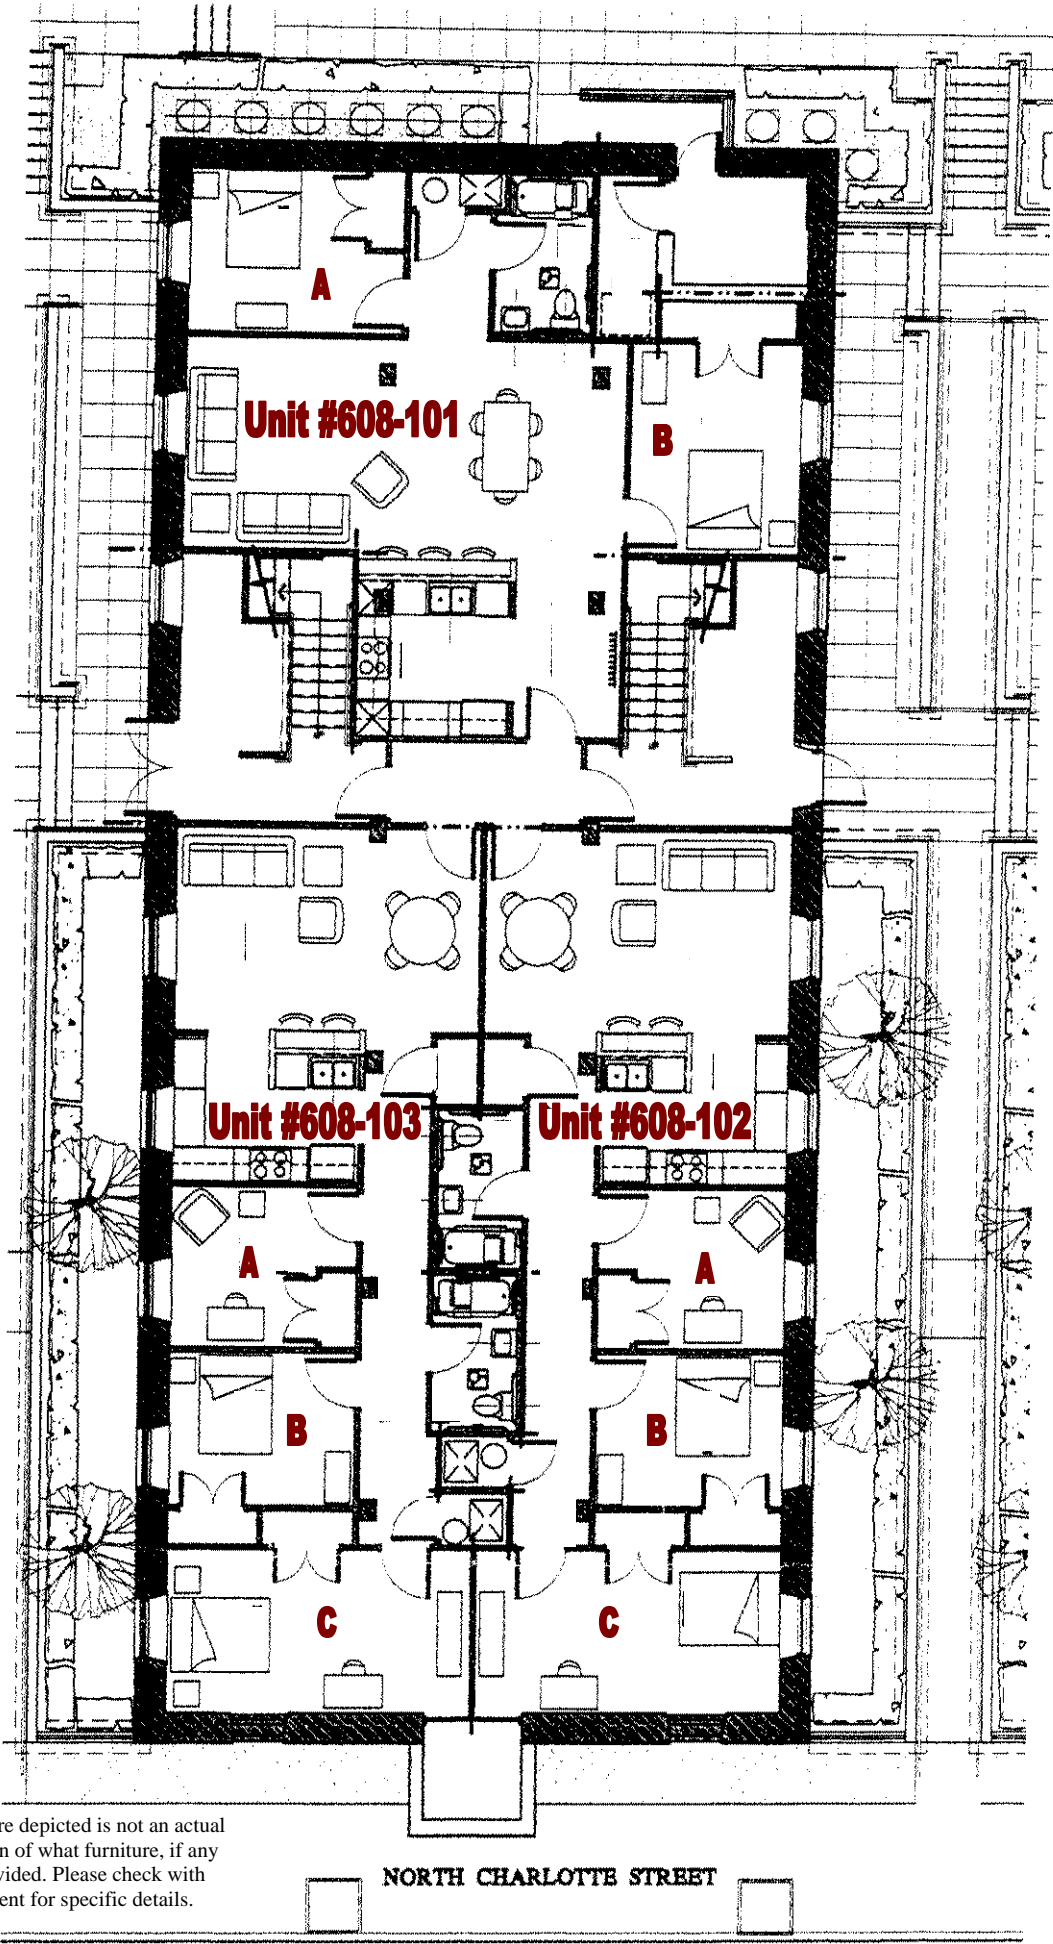 A
Unit #608-101
B
Unit #608-103
Unit #608-102
A
A
B
B
C
C
re depicted is not an actual
n of what furniture, if any
vided. Please check with
ent for specific details.
NORTH CHARLOTTE STREET